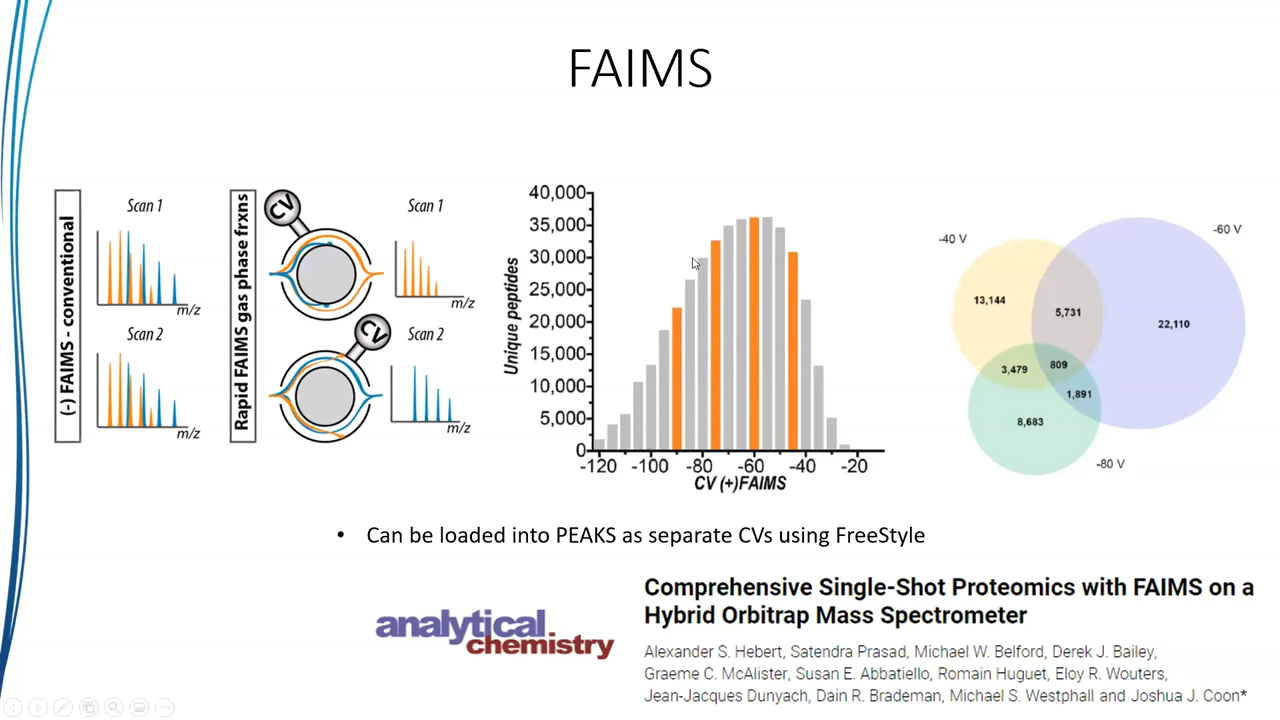 FAIMS
(-) FAIMS - conventional
Scan 1
m/z
Scan 2
m/z
Rapid FAIMS gas phase frxns
CV
Scan 1
m/z
CV
Scan 2
m/z
Unique peptides
40,000
35,000
30,000
25,000
20,000
15,000
10,000
5,000
0
-120 -100 -80 -60 -40 -20
CV (+)FAIMS
-40 V
-60 V
13,144
5,731
22,110
3,479
809
1,891
8,683
-80 V
• Can be loaded into PEAKS as separate CVs using FreeStyle
analytical
chemistry
Comprehensive Single-Shot Proteomics with FAIMS on a
Hybrid Orbitrap Mass Spectrometer
Alexander S. Hebert, Satendra Prasad, Michael W. Belford, Derek J. Bailey,
Graeme C. McAlister, Susan E. Abbatiello, Romain Huguet, Eloy R. Wouters,
Jean-Jacques Dunyach, Dain R. Brademan, Michael S. Westphall and Joshua J. Coon*